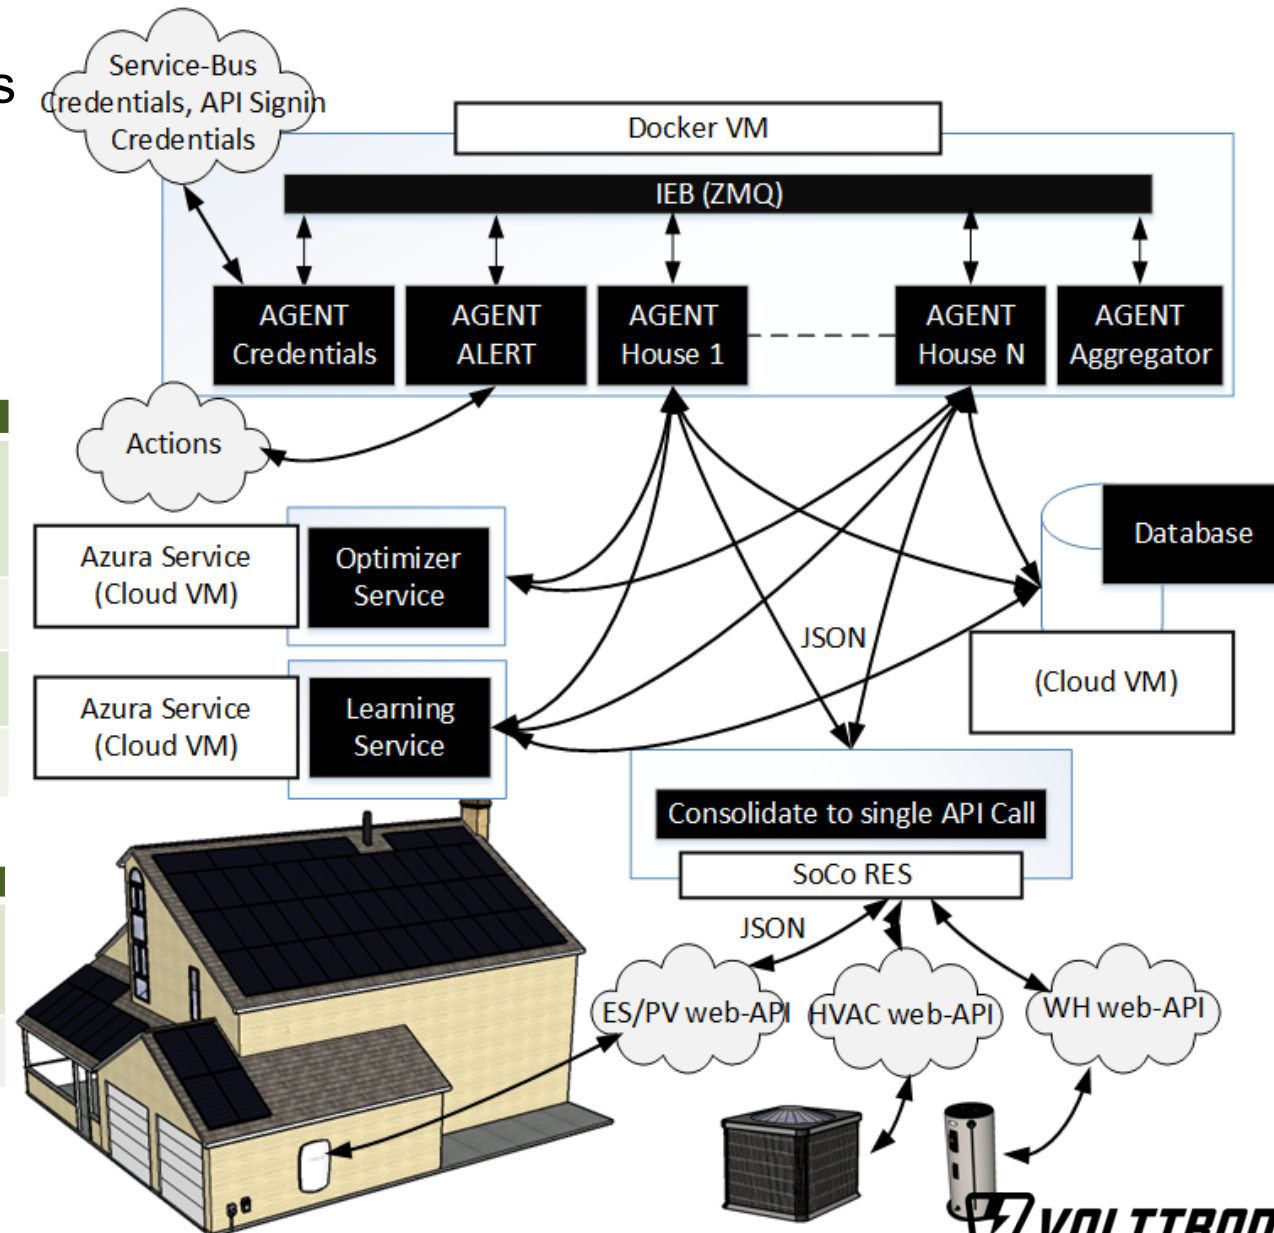 s
Service-Bus
Credentials, API Signin
Credentials
Docker VM
IEB (ZMQ)
AGENT
Credentials
AGENT
ALERT
AGENT
House 1
AGENT
House N
AGENT
Aggregator
Actions
Azura Service
(Cloud VM)
Optimizer
Service
Database
JSON
(Cloud VM)
Azura Service
(Cloud VM)
Learning
Service
Consolidate to single API Call
SoCo RES
JSON
ES/PV web-API
HVAC web-API
WH web-API